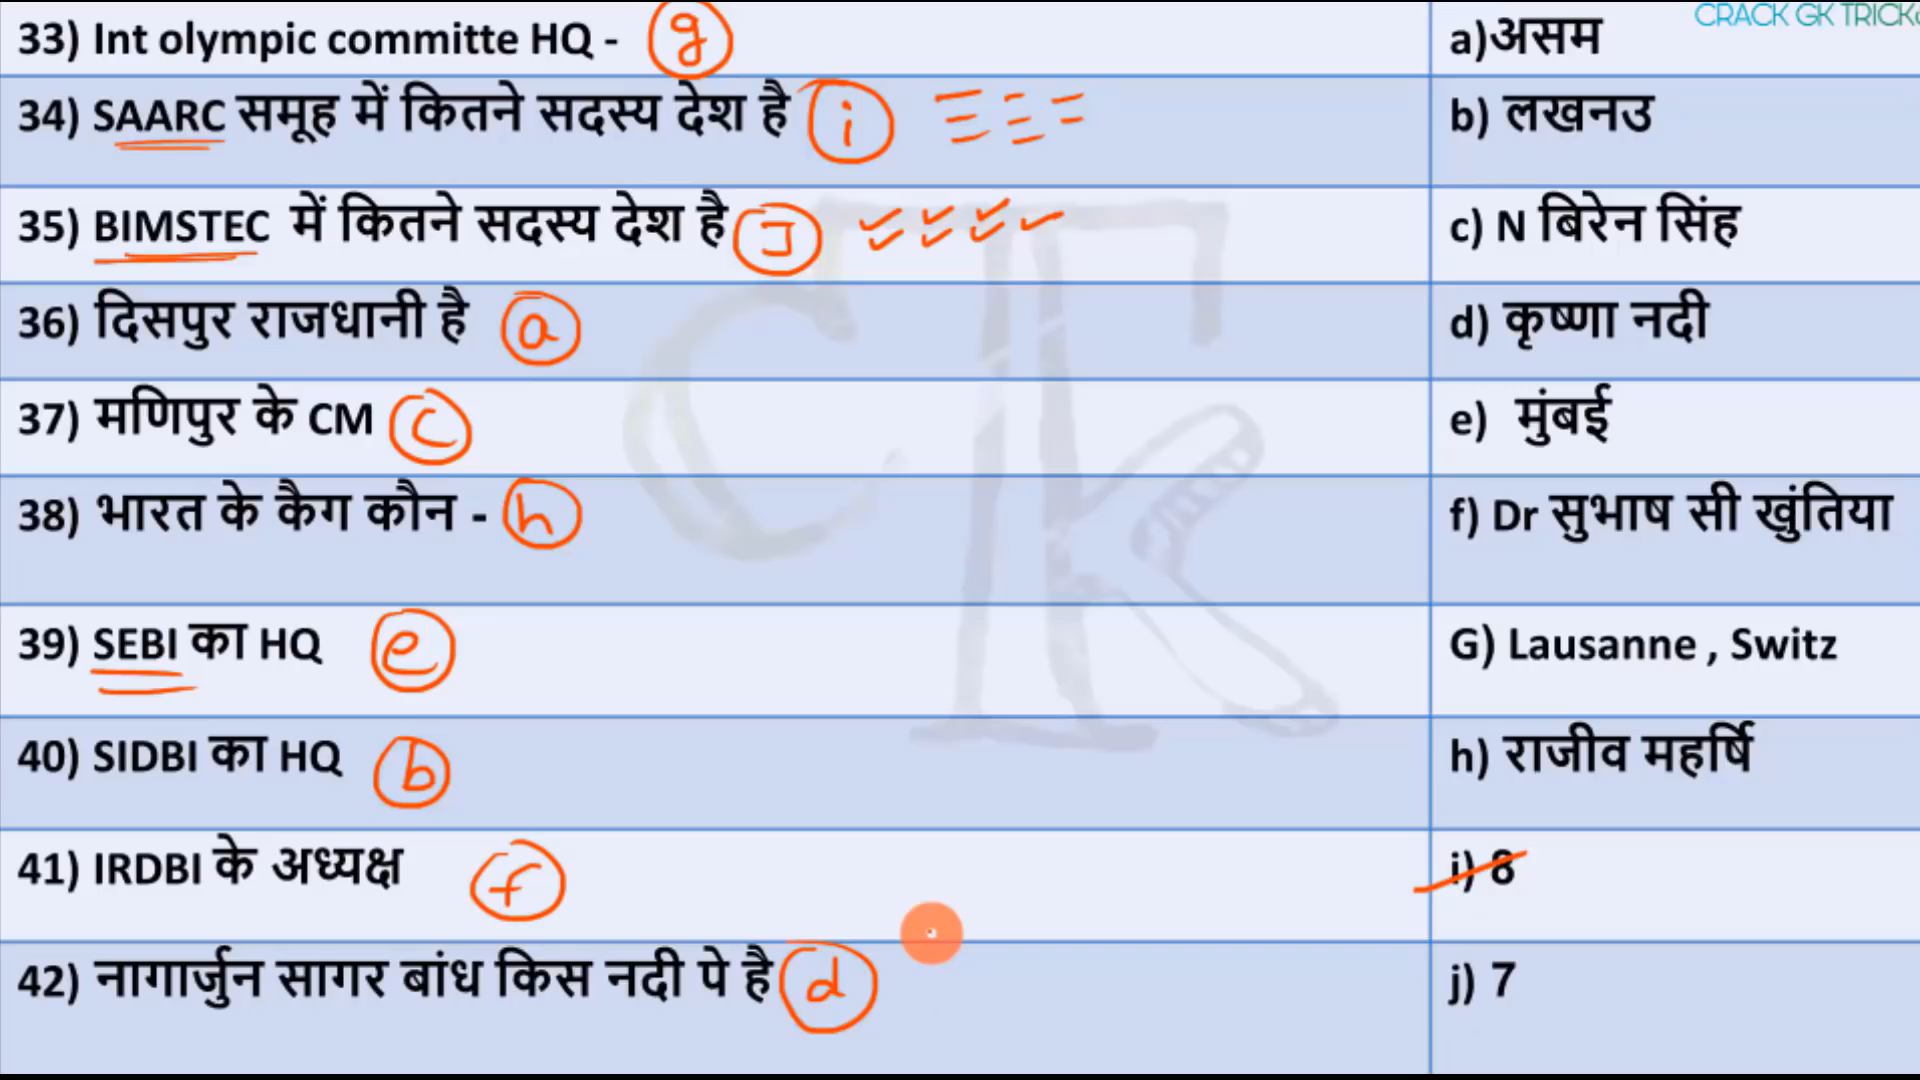 CRACK GK TRICK
33) Int olympic committe HQ - g
a)असम
34) SAARC समूह में कितने सदस्य देश है i
b) लखनउ
35) BIMSTEC में कितने सदस्य देश है J
c) N बिरेन सिंह
36) दिसपुर राजधानी है a
d) कृष्णा नदी
37) मणिपुर के CM c
e) मुंबई
38) भारत के कैग कौन - h
f) Dr सुभाष सी खुंतिया
39) SEBI का HQ e
G) Lausanne , Switz
40) SIDBI का HQ b
h) राजीव महर्षि
41) IRDBI के अध्यक्ष f
i) 8
42) नागार्जुन सागर बांध किस नदी पे है d
j) 7
CTK